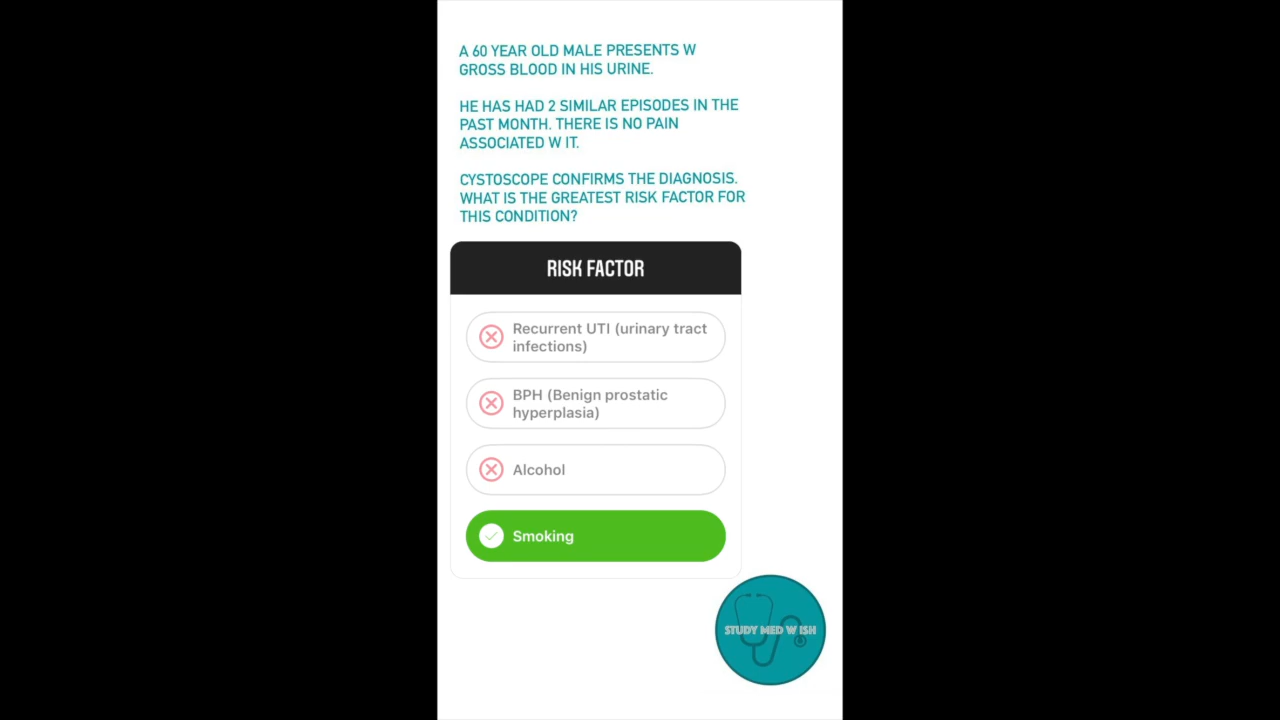 A 60 YEAR OLD MALE PRESENTS W
GROSS BLOOD IN HIS URINE.
HE HAS HAD 2 SIMILAR EPISODES IN THE
PAST MONTH. THERE IS NO PAIN
ASSOCIATED W IT.
CYSTOSCOPE CONFIRMS THE DIAGNOSIS.
WHAT IS THE GREATEST RISK FACTOR FOR
THIS CONDITION?
RISK FACTOR
Recurrent UTI (urinary tract
infections)
BPH (Benign prostatic
hyperplasia)
Alcohol
Smoking
STUDY MED W ISH